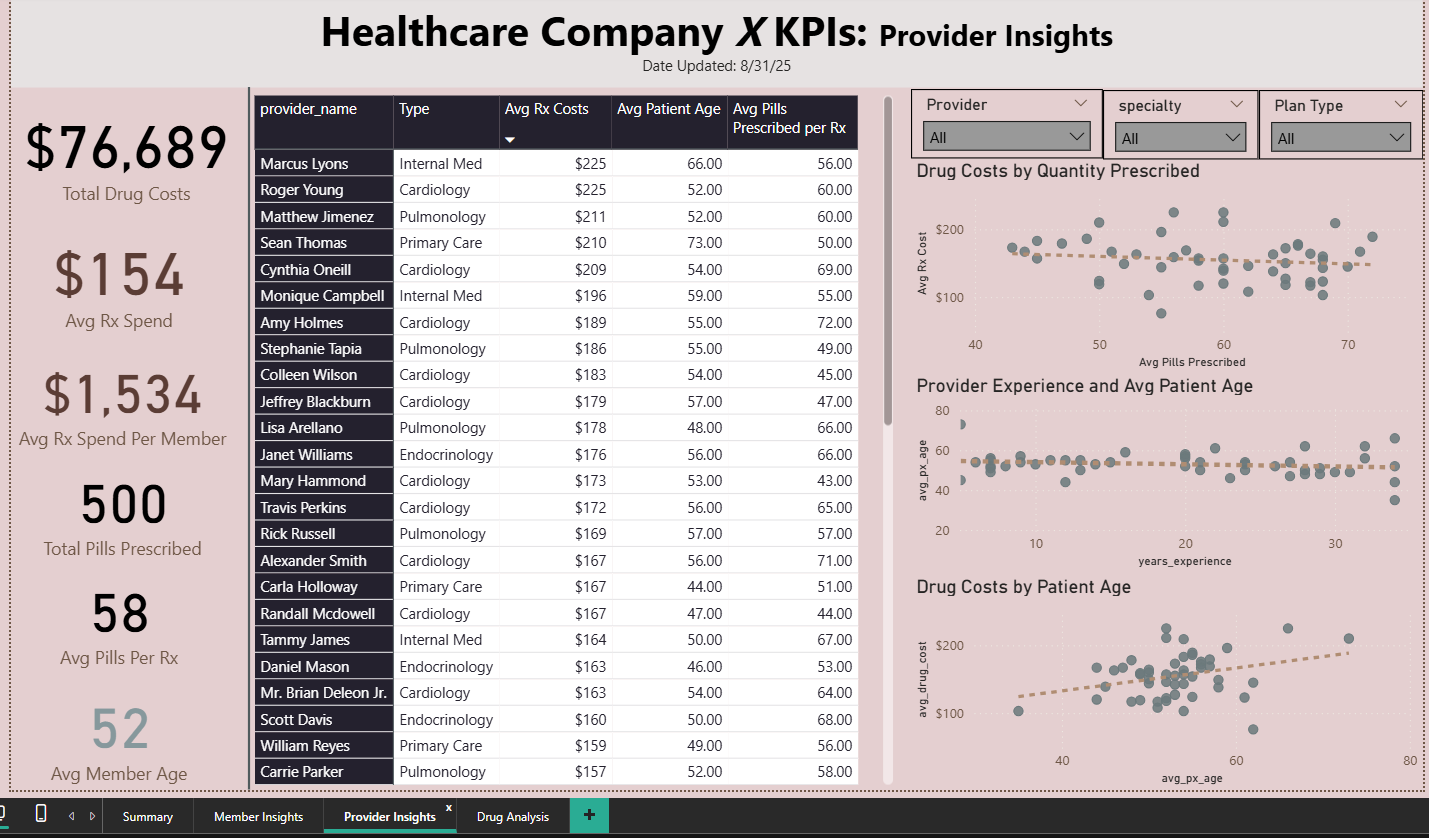 Healthcare Company X KPIs: Provider Insights
Date Updated: 8/31/25
$76,689
Total Drug Costs
$154
Avg Rx Spend
$1,534
Avg Rx Spend Per Member
500
Total Pills Prescribed
58
Avg Pills Per Rx
52
Avg Member Age
provider_name Type Avg Rx Costs Avg Patient Age Avg Pills
Prescribed per Rx
Marcus Lyons Internal Med $225 66.00 56.00
Roger Young Cardiology $225 52.00 60.00
Matthew Jimenez Pulmonology $211 52.00 60.00
Sean Thomas Primary Care $210 73.00 50.00
Cynthia Oneill Cardiology $209 54.00 69.00
Monique Campbell Internal Med $196 59.00 55.00
Amy Holmes Cardiology $189 55.00 72.00
Stephanie Tapia Pulmonology $186 55.00 49.00
Colleen Wilson Cardiology $183 54.00 45.00
Jeffrey Blackburn Cardiology $179 57.00 47.00
Lisa Arellano Pulmonology $178 48.00 66.00
Janet Williams Endocrinology $176 56.00 66.00
Mary Hammond Cardiology $173 53.00 43.00
Travis Perkins Cardiology $172 56.00 65.00
Rick Russell Pulmonology $169 57.00 57.00
Alexander Smith Cardiology $167 56.00 71.00
Carla Holloway Primary Care $167 44.00 51.00
Randall Mcdowell Cardiology $167 47.00 44.00
Tammy James Internal Med $164 50.00 67.00
Daniel Mason Endocrinology $163 46.00 53.00
Mr. Brian Deleon Jr. Cardiology $163 54.00 64.00
Scott Davis Endocrinology $160 50.00 68.00
William Reyes Primary Care $159 49.00 56.00
Carrie Parker Pulmonology $157 52.00 58.00
Provider specialty Plan Type
All All All
Drug Costs by Quantity Prescribed
Avg Rx Cost
$200
$100
40 50 60 70
Avg Pills Prescribed
Provider Experience and Avg Patient Age
avg_px_age
80
60
40
20
10 20 30
years_experience
Drug Costs by Patient Age
avg_drug_cost
$200
$100
40 60 80
avg_px_age
Summary Member Insights Provider Insights x Drug Analysis +